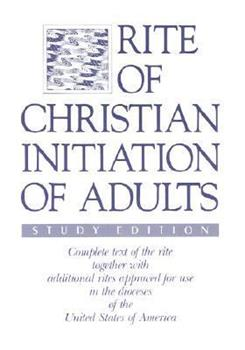 RITE
OF
CHRISTIAN
INITIATION
OF ADULTS
STUDY EDITION
Complete text of the rite
together with
additional rites approved for use
in the dioceses
of the
United States of America